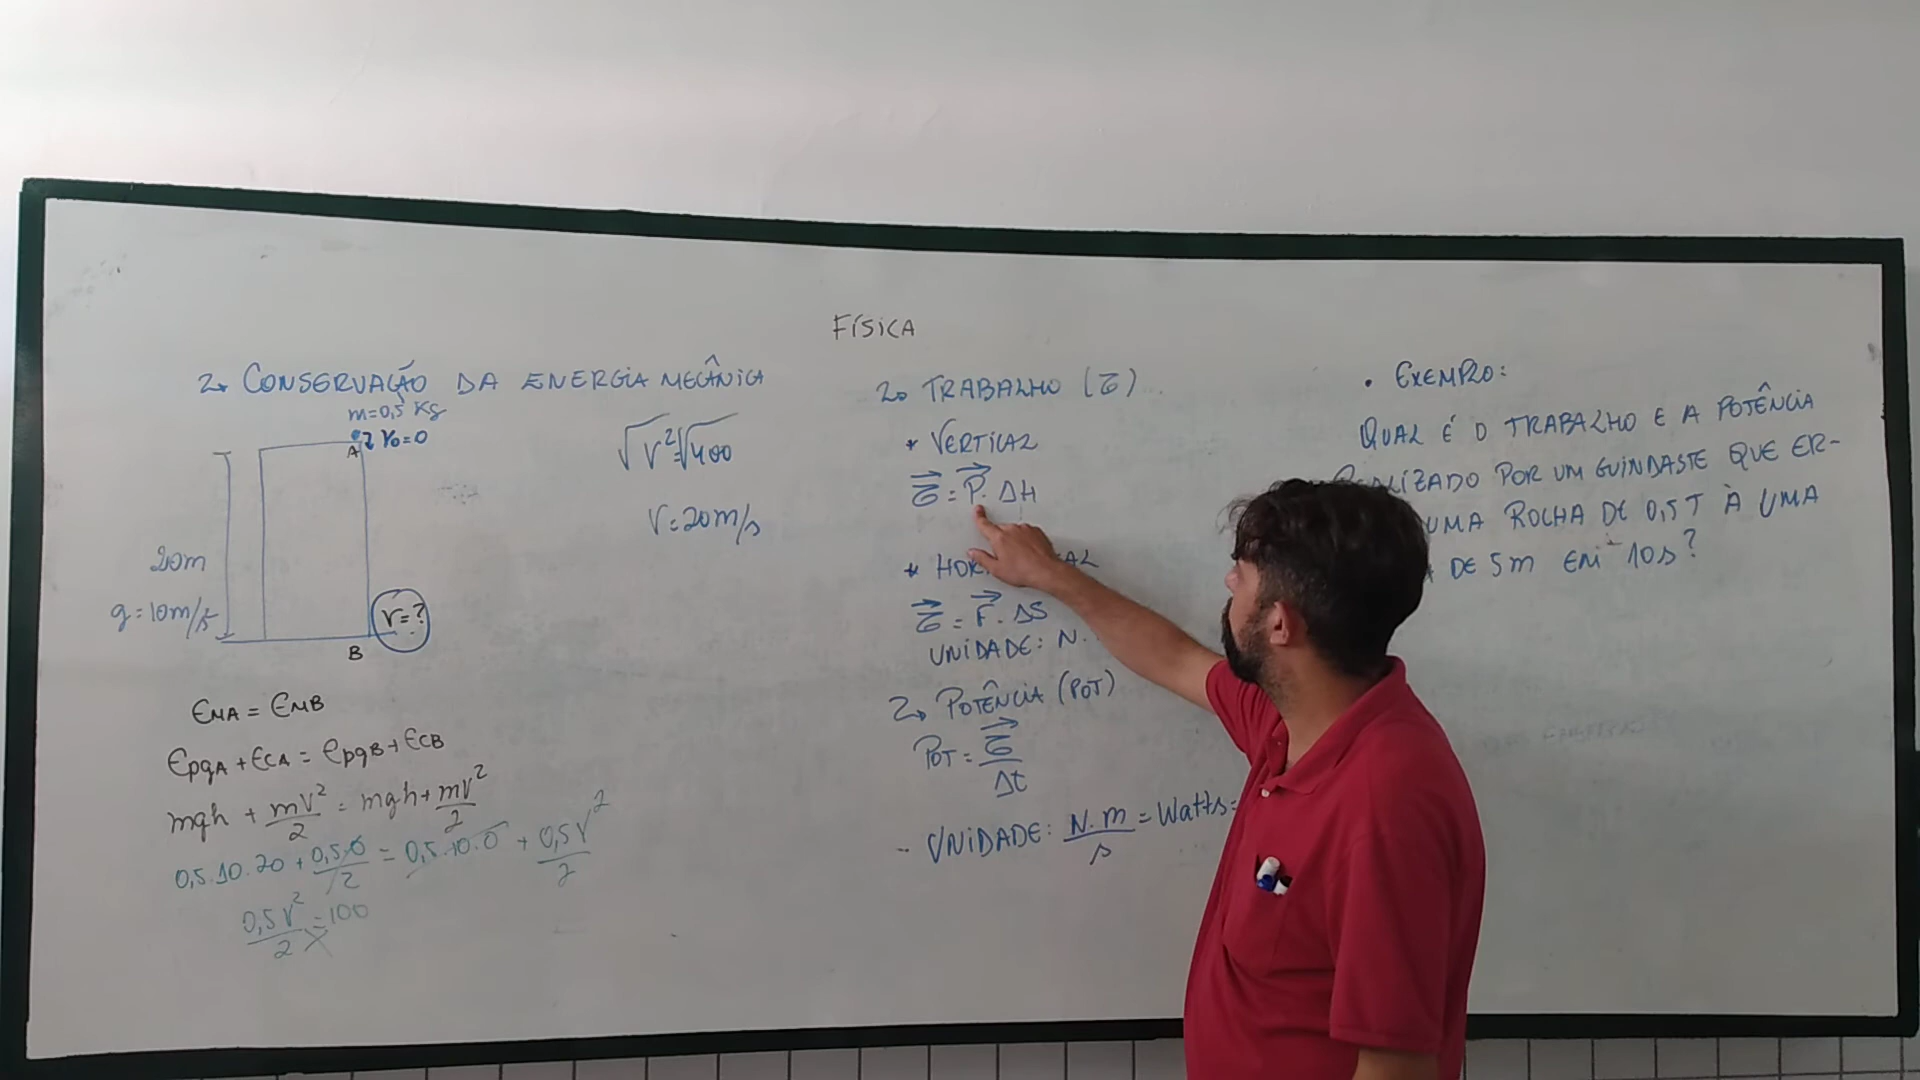 FÍSICA
2. CONSERVAÇÃO DA ENERGIA MECÂNICA
m=0,5 Kg
V₀=0
A
20m
g=10m/s
V=?
B
√V²=√400
V=20m/s
EMA = EMB
EpgA + ECA = EpgB + ECB
mgh + mV²/2 = mgh + mV²/2
0,5.10.20 + 0,5.0/2 = 0,5.10.0 + 0,5V²/2
0,5V²/2 = 100
TRABALHO (Z)
* VERTICAL
Z = P. ΔH
* HOR AL
Z = F. ΔS
UNIDADE: N.
2. POTÊNCIA (POT)
POT = Z/Δt
- UNIDADE: N.m/s = Watts =
• EXEMPLO:
QUAL É O TRABALHO E A POTÊNCIA
LIZADO POR UM GUINDASTE QUE ER-
UMA ROCHA DE 0,5T À UMA
DE 5m EM 10s?